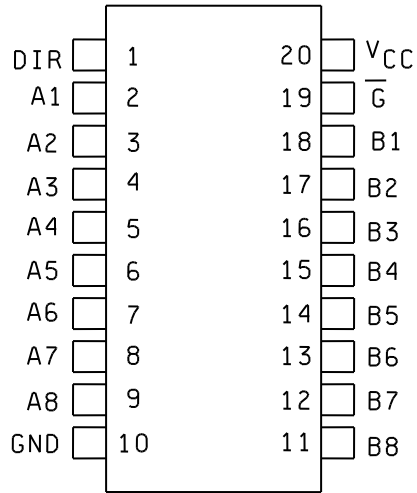 DIR 1 20 VCC
A1 2 19 G̅
A2 3 18 B1
A3 4 17 B2
A4 5 16 B3
A5 6 15 B4
A6 7 14 B5
A7 8 13 B6
A8 9 12 B7
GND 10 11 B8